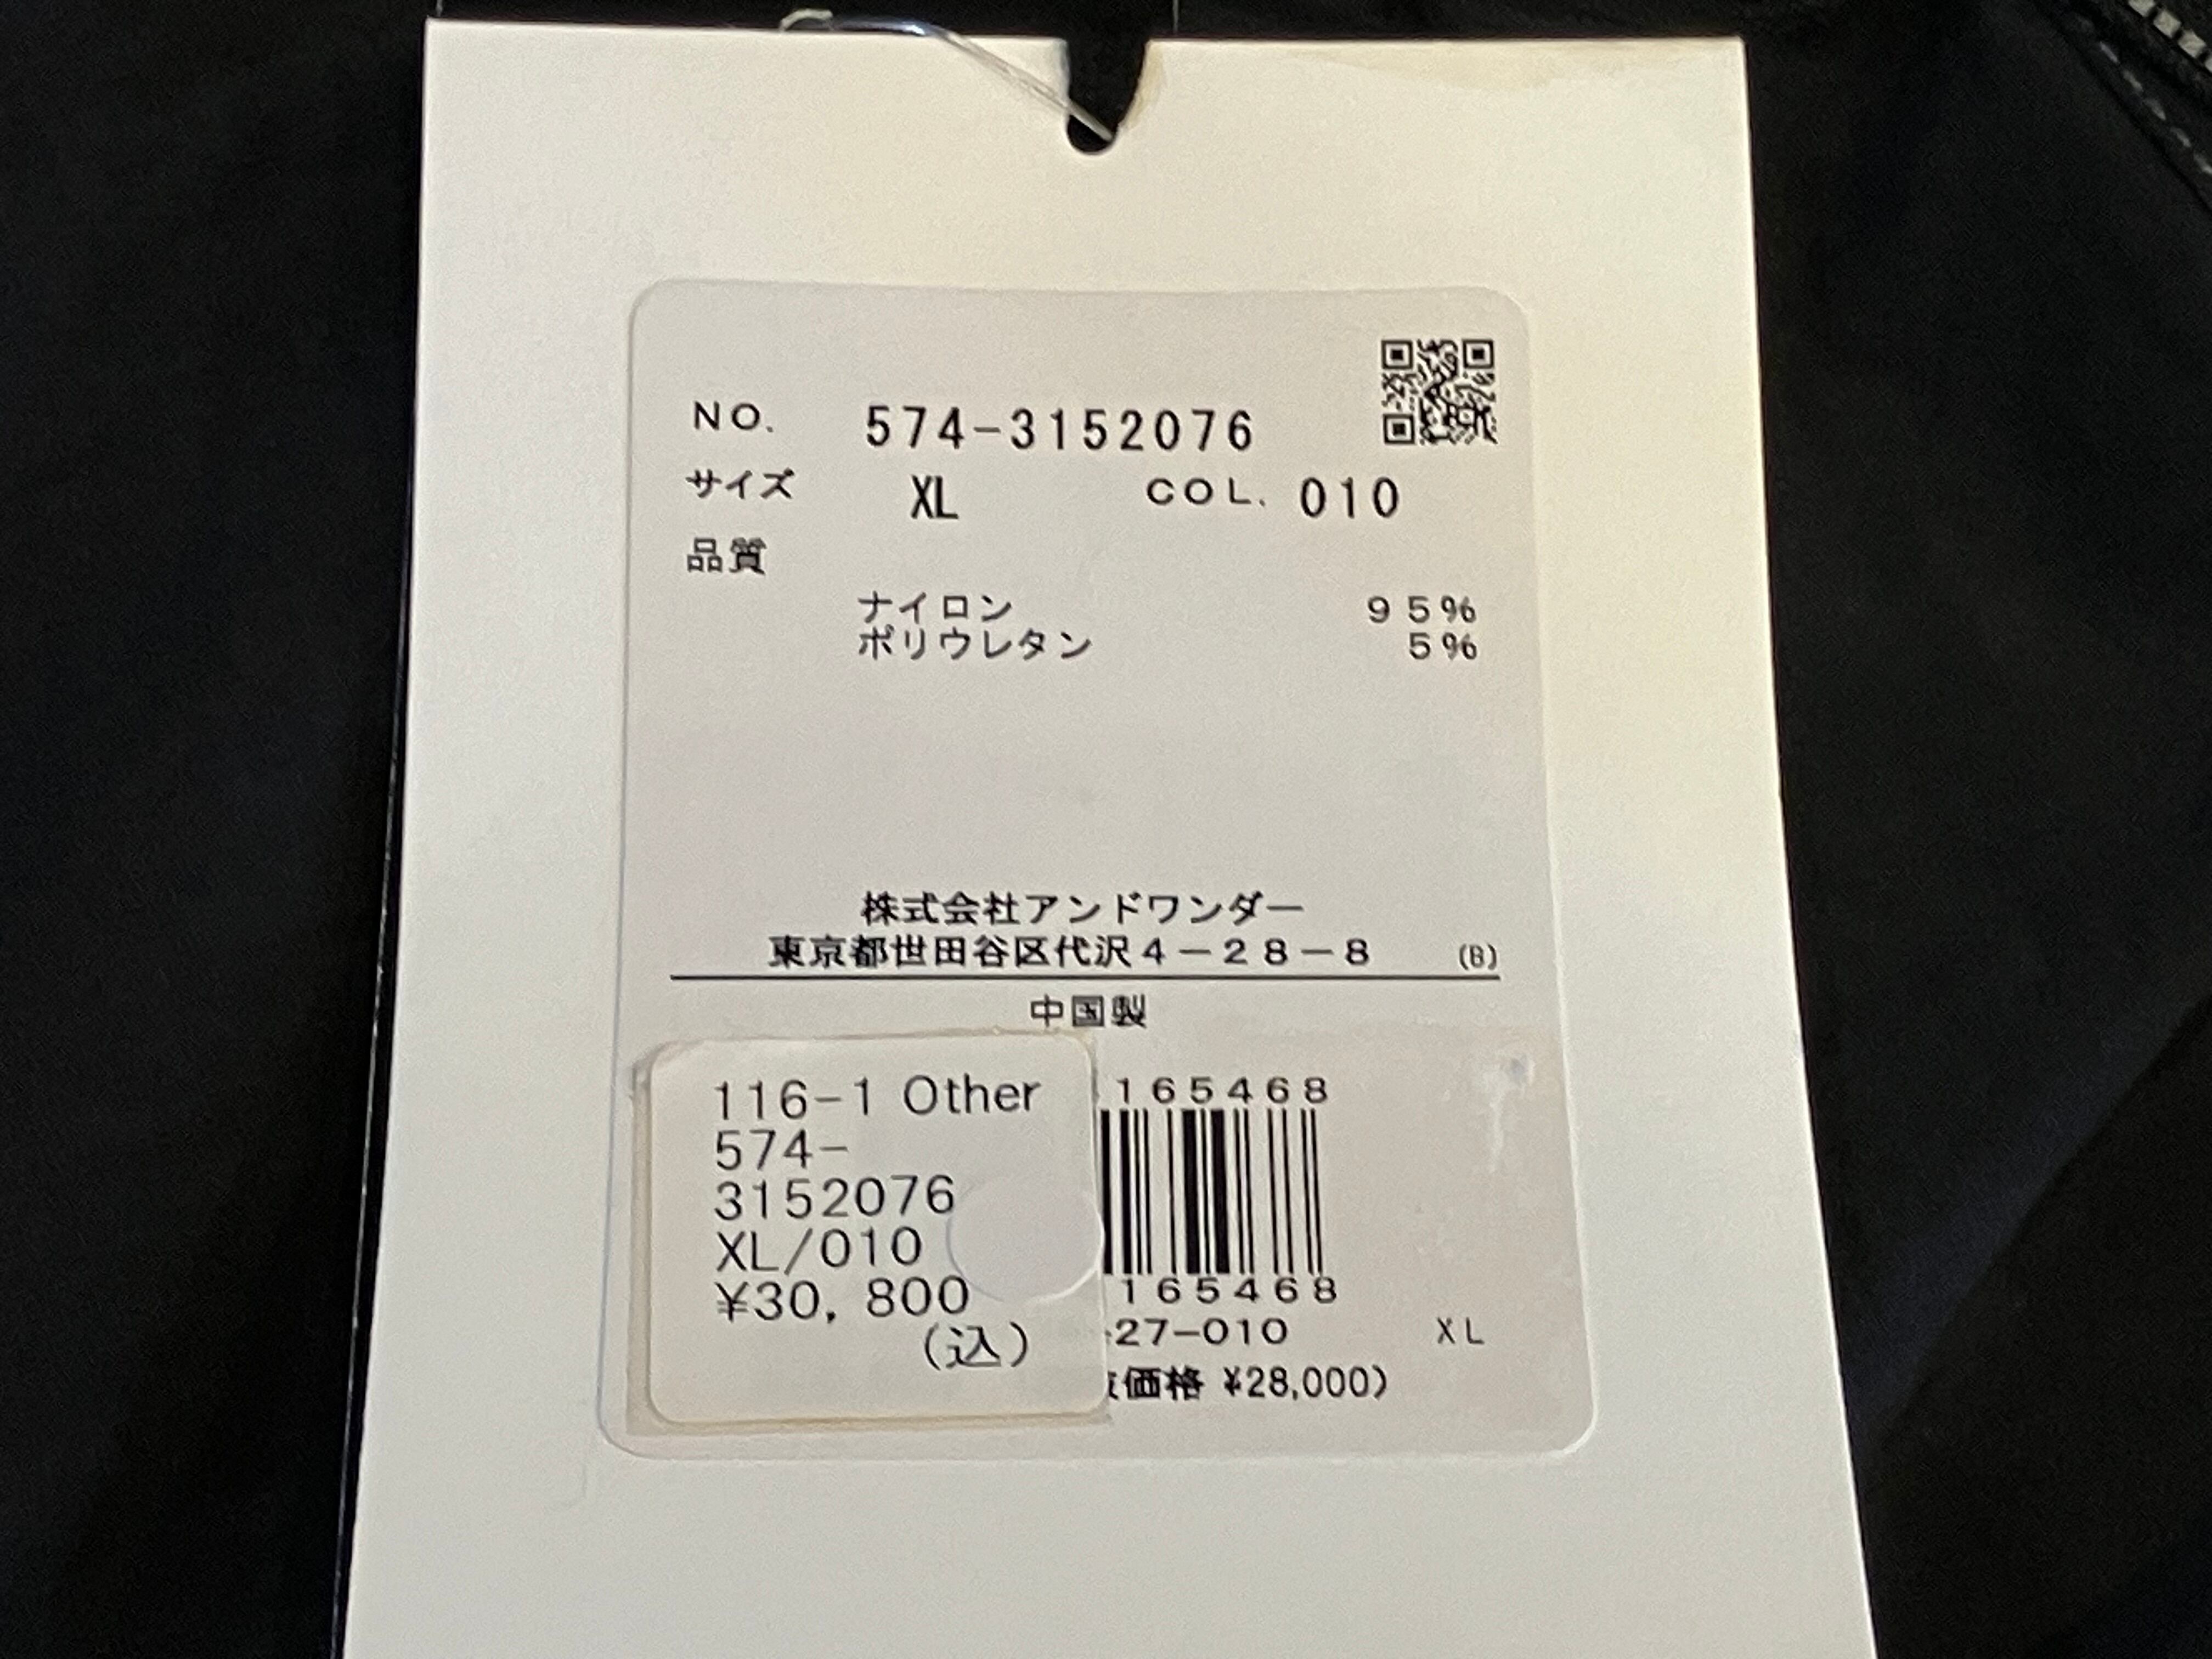 NO. 574-3152076
サイズ XL COL. 010
品質
ナイロン 95%
ポリウレタン 5%
株式会社アンドワンダー
東京都世田谷区代沢4-28-8 (B)
中国製
116-1 Other
574-
3152076
XL/010
¥30, 800
(込)
165468
165468
27-010 XL
価格 ¥28,000)